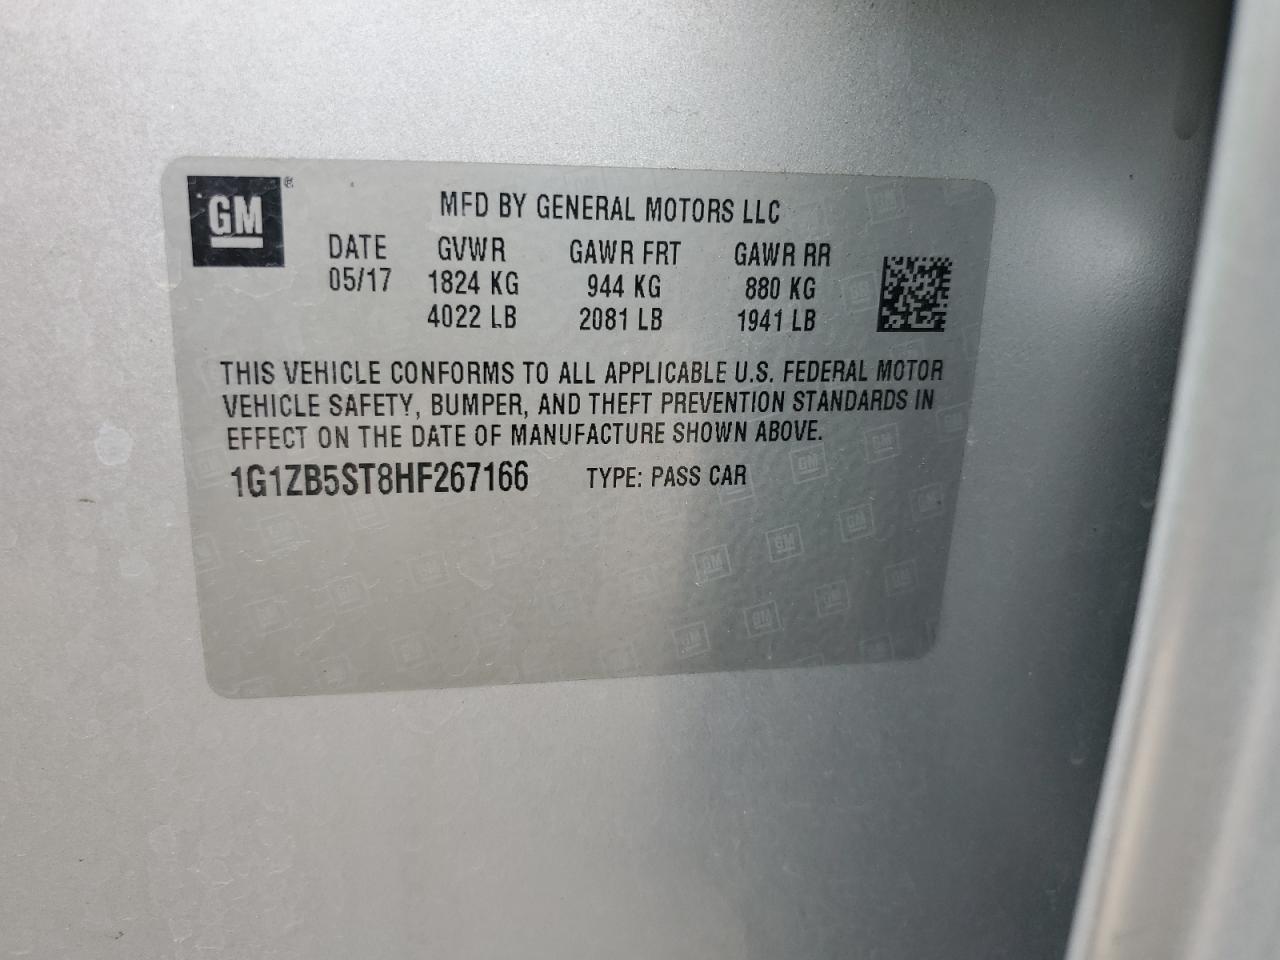 GM ®
MFD BY GENERAL MOTORS LLC
DATE GVWR GAWR FRT GAWR RR
05/17 1824 KG 944 KG 880 KG
4022 LB 2081 LB 1941 LB
THIS VEHICLE CONFORMS TO ALL APPLICABLE U.S. FEDERAL MOTOR
VEHICLE SAFETY, BUMPER, AND THEFT PREVENTION STANDARDS IN
EFFECT ON THE DATE OF MANUFACTURE SHOWN ABOVE.
1G1ZB5ST8HF267166 TYPE: PASS CAR